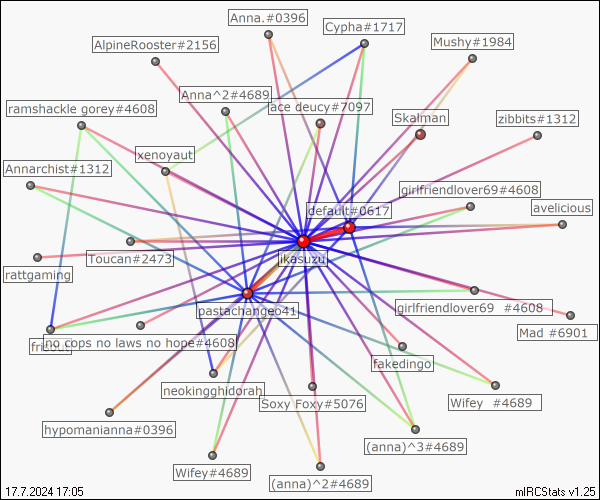 Anna.#0396
Cypha#1717
AlpineRooster#2156
Mushy#1984
Anna^2#4689
ace deucy#7097
ramshackle gorey#4608
Skalman
zibbits#1312
xenoyaut
Annarchist#1312
girlfriendlover69#4608
default#0617
avelicious
Toucan#2473
ikasuzu
rattgaming
pastachange041
girlfriendlover69 #4608
Mad #6901
no cops no laws no hope#4608
fakedingo
neokingghidorah
Soxy Foxy#5076
Wifey #4689
hypomanianna#0396
(anna)^3#4689
Wifey#4689
(anna)^2#4689
17.7.2024 17:05
mIRCStats v1.25